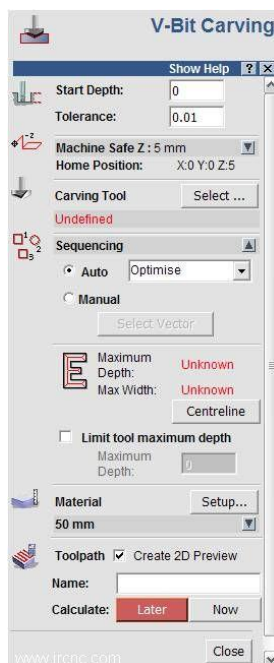 V-Bit Carving
Show Help ? X
Start Depth: 0
Tolerance: 0.01
Machine Safe Z : 5 mm
Home Position: X:0 Y:0 Z:5
Carving Tool Select ...
Undefined
Sequencing
Auto Optimise
Manual
Select Vector
Maximum
Depth: Unknown
Max Width: Unknown
Centreline
Limit tool maximum depth
Maximum
Depth: 0
Material Setup...
50 mm
Toolpath Create 2D Preview
Name:
Calculate: Later Now
Close
www.ircnc.com